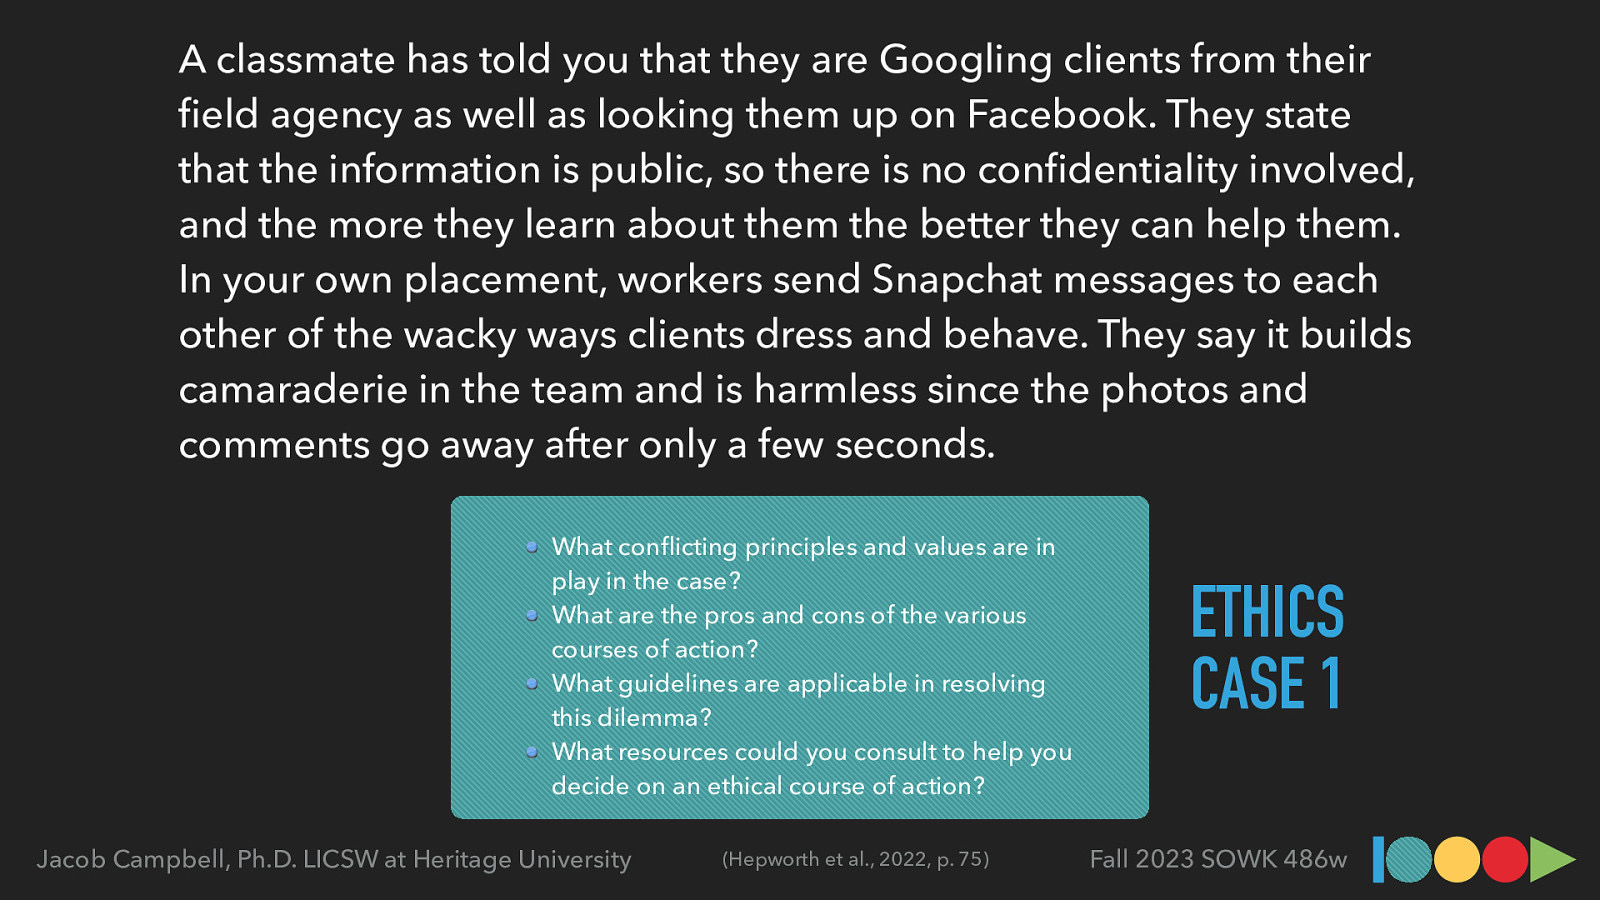 A classmate has told you that they are Googling clients from their
field agency as well as looking them up on Facebook. They state
that the information is public, so there is no confidentiality involved,
and the more they learn about them the better they can help them.
In your own placement, workers send Snapchat messages to each
other of the wacky ways clients dress and behave. They say it builds
camaraderie in the team and is harmless since the photos and
comments go away after only a few seconds.
• What conflicting principles and values are in
play in the case?
• What are the pros and cons of the various
courses of action?
• What guidelines are applicable in resolving
this dilemma?
• What resources could you consult to help you
decide on an ethical course of action?
ETHICS
CASE 1
Jacob Campbell, Ph.D. LICSW at Heritage University
(Hepworth et al., 2022, p. 75)
Fall 2023 SOWK 486w